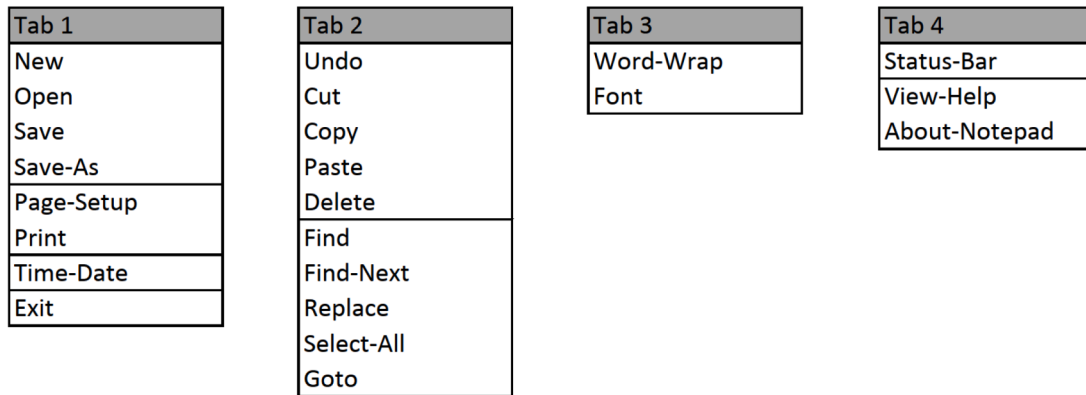 Tab 1
New
Open
Save
Save-As
Page-Setup
Print
Time-Date
Exit
Tab 2
Undo
Cut
Copy
Paste
Delete
Find
Find-Next
Replace
Select-All
Goto
Tab 3
Word-Wrap
Font
Tab 4
Status-Bar
View-Help
About-Notepad